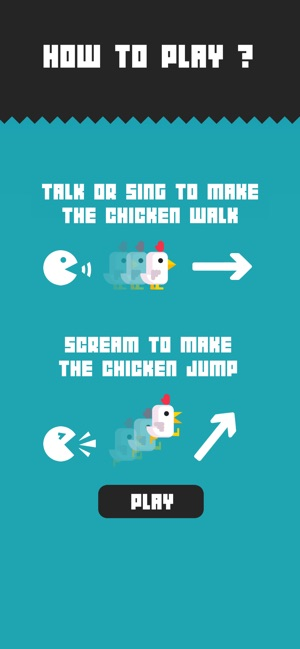 HOW TO PLAY ?
TALK OR SING TO MAKE
THE CHICKEN WALK
SCREAM TO MAKE
THE CHICKEN JUMP
PLAY